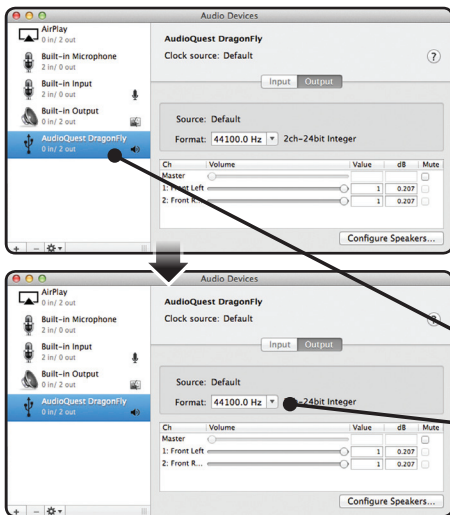 Audio Devices
AirPlay
0 in/ 2 out
Built-in Microphone
2 in/ 0 out
Built-in Input
2 in/ 0 out
Built-in Output
0 in/ 2 out
AudioQuest DragonFly
0 in/ 2 out
AudioQuest DragonFly
Clock source: Default
?
Input Output
Source: Default
Format: 44100.0 Hz 2ch-24bit Integer
Ch Volume Value dB Mute
Master
1: Front Left 1 0.207
2: Front R... 1 0.207
Configure Speakers...
+ −
Audio Devices
AirPlay
0 in/ 2 out
Built-in Microphone
2 in/ 0 out
Built-in Input
2 in/ 0 out
Built-in Output
0 in/ 2 out
AudioQuest DragonFly
0 in/ 2 out
AudioQuest DragonFly
Clock source: Default
?
Input Output
Source: Default
Format: 44100.0 Hz -24bit Integer
Ch Volume Value dB Mute
Master
1: Front Left 1 0.207
2: Front R... 1 0.207
Configure Speakers...
+ −